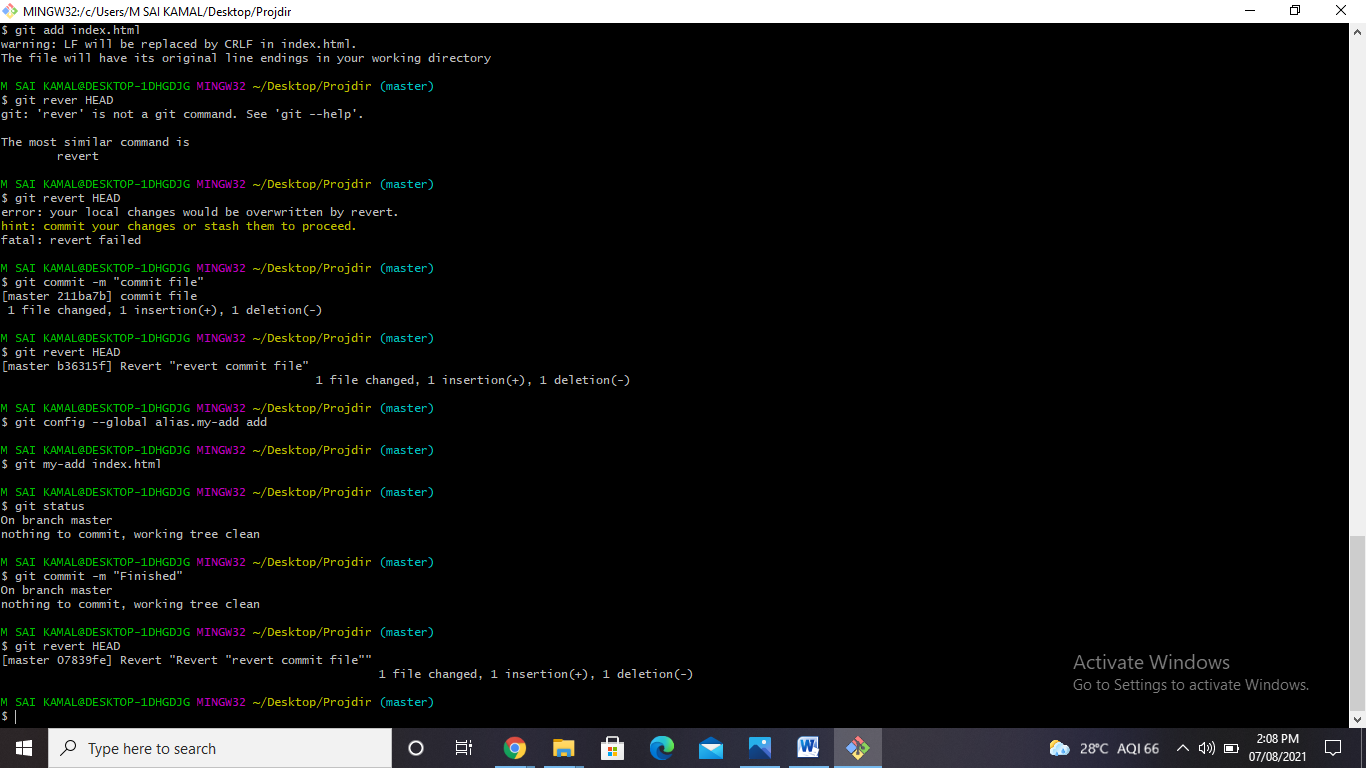 MINGW32:/c/Users/M SAI KAMAL/Desktop/Projdir
$ git add index.html
warning: LF will be replaced by CRLF in index.html.
The file will have its original line endings in your working directory
M SAI KAMAL@DESKTOP-1DHGDJG MINGW32 ~/Desktop/Projdir (master)
$ git rever HEAD
git: 'rever' is not a git command. See 'git --help'.
The most similar command is
revert
M SAI KAMAL@DESKTOP-1DHGDJG MINGW32 ~/Desktop/Projdir (master)
$ git revert HEAD
error: your local changes would be overwritten by revert.
hint: commit your changes or stash them to proceed.
fatal: revert failed
M SAI KAMAL@DESKTOP-1DHGDJG MINGW32 ~/Desktop/Projdir (master)
$ git commit -m "commit file"
[master 211ba7b] commit file
1 file changed, 1 insertion(+), 1 deletion(-)
M SAI KAMAL@DESKTOP-1DHGDJG MINGW32 ~/Desktop/Projdir (master)
$ git revert HEAD
[master b36315f] Revert "revert commit file"
1 file changed, 1 insertion(+), 1 deletion(-)
M SAI KAMAL@DESKTOP-1DHGDJG MINGW32 ~/Desktop/Projdir (master)
$ git config --global alias.my-add add
M SAI KAMAL@DESKTOP-1DHGDJG MINGW32 ~/Desktop/Projdir (master)
$ git my-add index.html
M SAI KAMAL@DESKTOP-1DHGDJG MINGW32 ~/Desktop/Projdir (master)
$ git status
On branch master
nothing to commit, working tree clean
M SAI KAMAL@DESKTOP-1DHGDJG MINGW32 ~/Desktop/Projdir (master)
$ git commit -m "Finished"
On branch master
nothing to commit, working tree clean
M SAI KAMAL@DESKTOP-1DHGDJG MINGW32 ~/Desktop/Projdir (master)
$ git revert HEAD
[master 07839fe] Revert "Revert "revert commit file""
1 file changed, 1 insertion(+), 1 deletion(-)
M SAI KAMAL@DESKTOP-1DHGDJG MINGW32 ~/Desktop/Projdir (master)
$
Activate Windows
Go to Settings to activate Windows.
Type here to search
28°C AQI 66
2:08 PM
07/08/2021